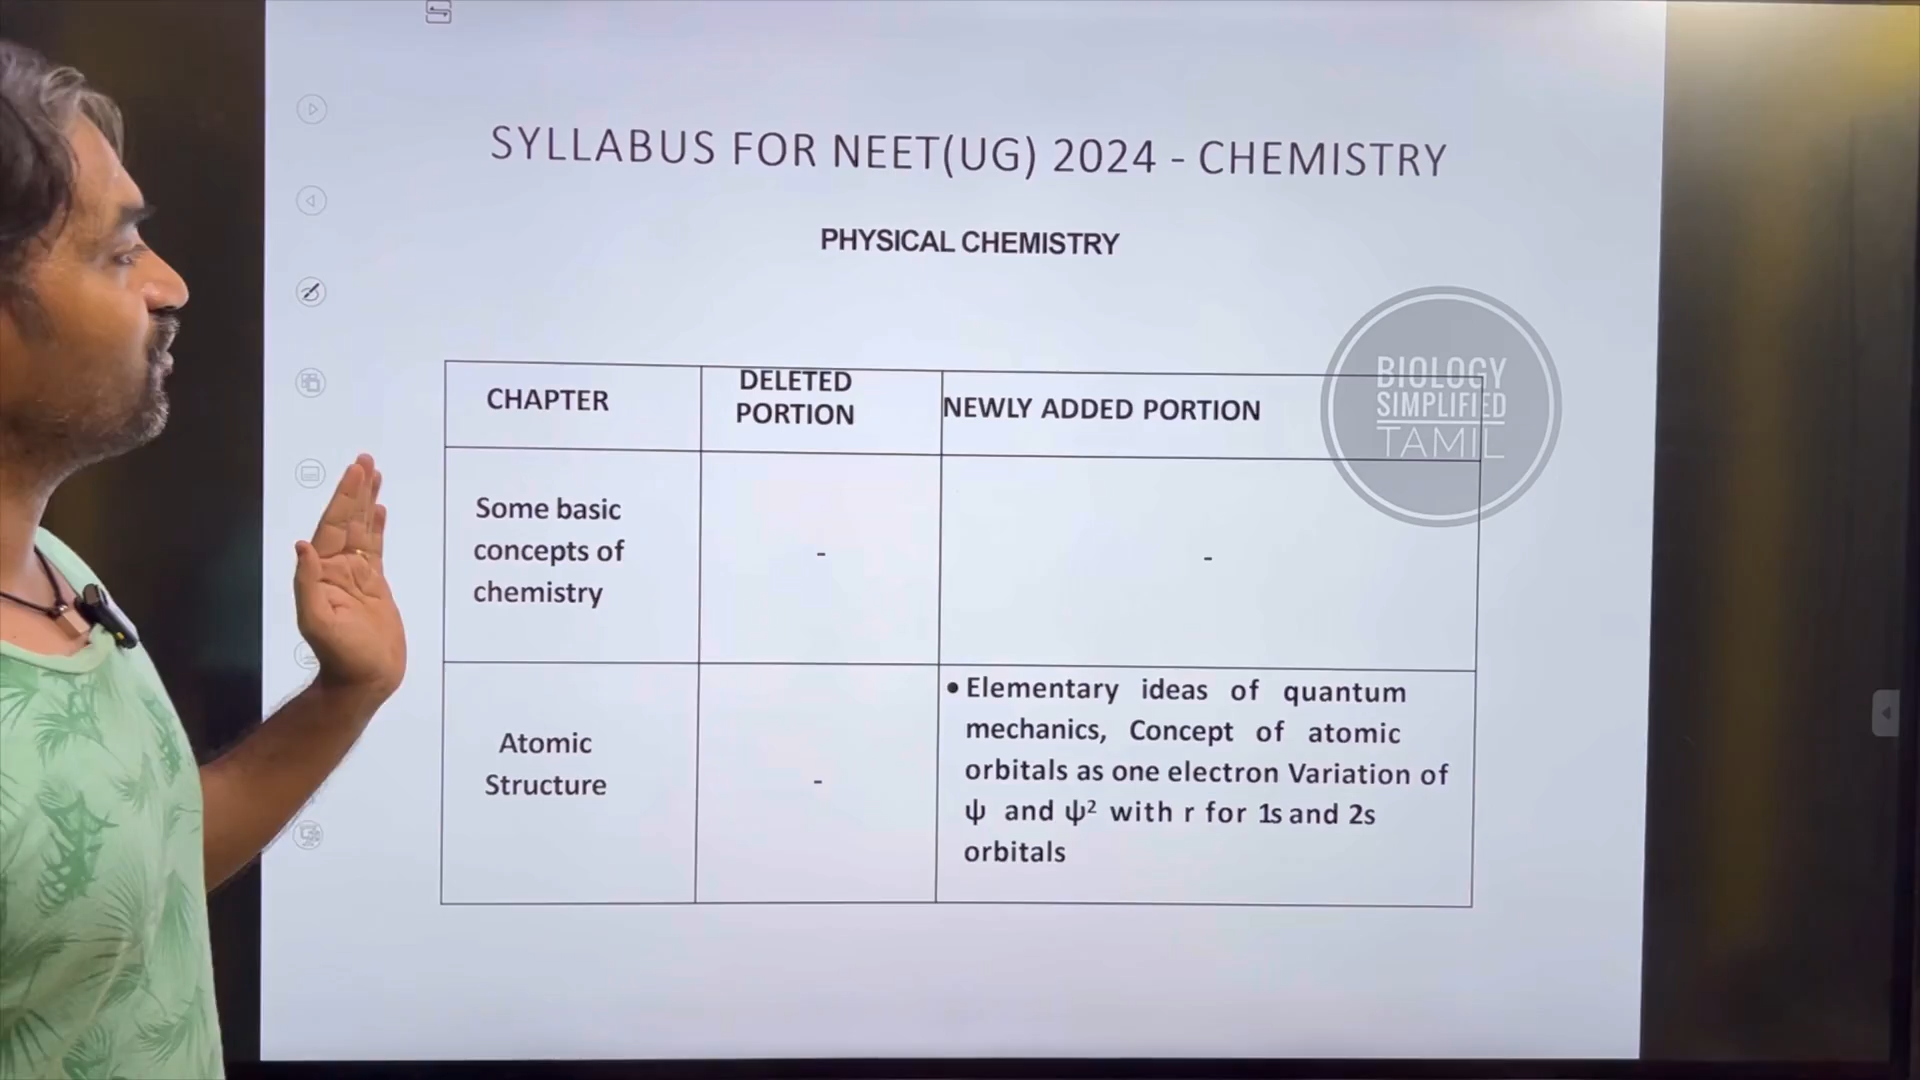 SYLLABUS FOR NEET(UG) 2024 - CHEMISTRY
PHYSICAL CHEMISTRY
CHAPTER
DELETED
PORTION
NEWLY ADDED PORTION
BIOLOGY
SIMPLIFIED
TAMIL
Some basic
concepts of
chemistry
-
-
Atomic
Structure
-
• Elementary ideas of quantum
mechanics, Concept of atomic
orbitals as one electron Variation of
ψ and ψ² with r for 1s and 2s
orbitals